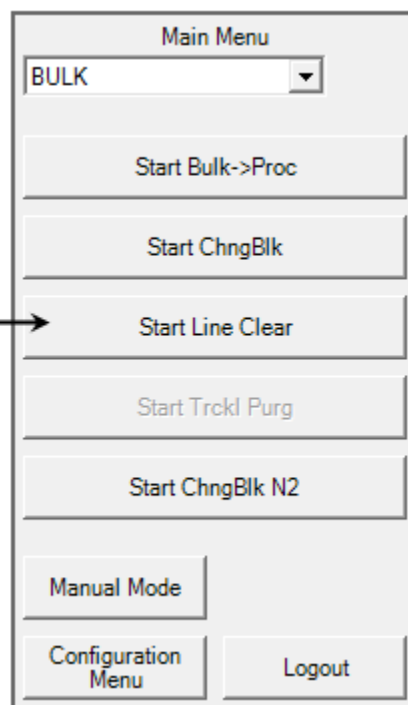 Main Menu
BULK
Start Bulk->Proc
Start ChngBlk
Start Line Clear
Start Trckl Purg
Start ChngBlk N2
Manual Mode
Configuration
Menu
Logout